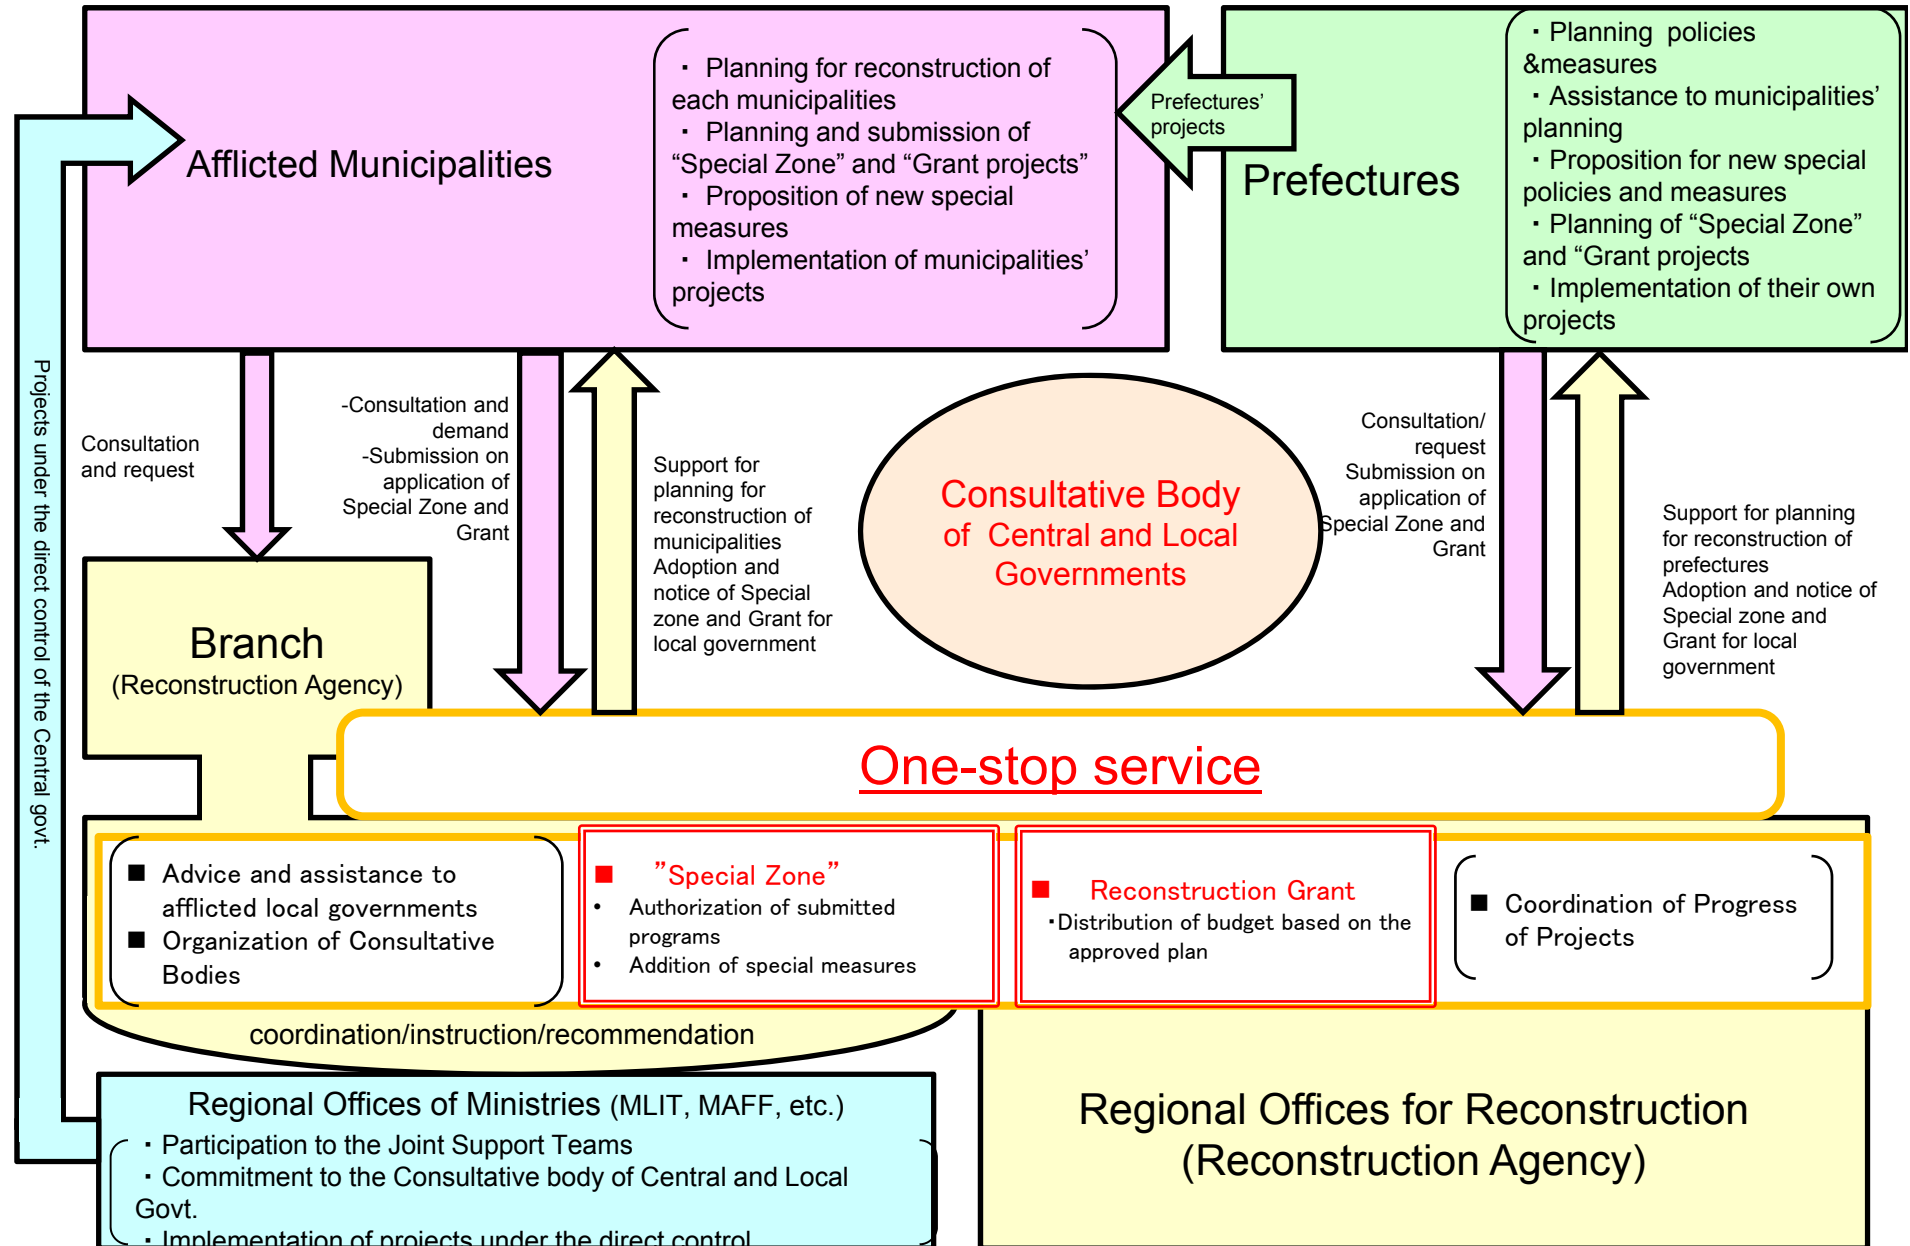 Afflicted Municipalities
・ Planning for reconstruction of
each municipalities
・ Planning and submission of
“Special Zone” and “Grant projects”
・ Proposition of new special
measures
・ Implementation of municipalities’
projects
Prefectures’
projects
Prefectures
・Planning policies
&measures
・Assistance to municipalities’
planning
・Proposition for new special
policies and measures
・Planning of “Special Zone”
and “Grant projects
・Implementation of their own
projects
Projects under the direct control of the Central govt.
Consultation
and request
-Consultation and
demand
-Submission on
application of
Special Zone and
Grant
Support for
planning for
reconstruction of
municipalities
Adoption and
notice of Special
zone and Grant for
local government
Consultative Body
of Central and Local
Governments
Consultation/
request
Submission on
application of
Special Zone and
Grant
Support for planning
for reconstruction of
prefectures
Adoption and notice of
Special zone and
Grant for local
government
Branch
(Reconstruction Agency)
One-stop service
■ Advice and assistance to
afflicted local governments
■ Organization of Consultative
Bodies
■ ”Special Zone”
• Authorization of submitted
programs
• Addition of special measures
■ Reconstruction Grant
・Distribution of budget based on the
approved plan
■ Coordination of Progress
of Projects
coordination/instruction/recommendation
Regional Offices of Ministries (MLIT, MAFF, etc.)
・Participation to the Joint Support Teams
・Commitment to the Consultative body of Central and Local
Govt.
・Implementation of projects under the direct control
Regional Offices for Reconstruction
(Reconstruction Agency)